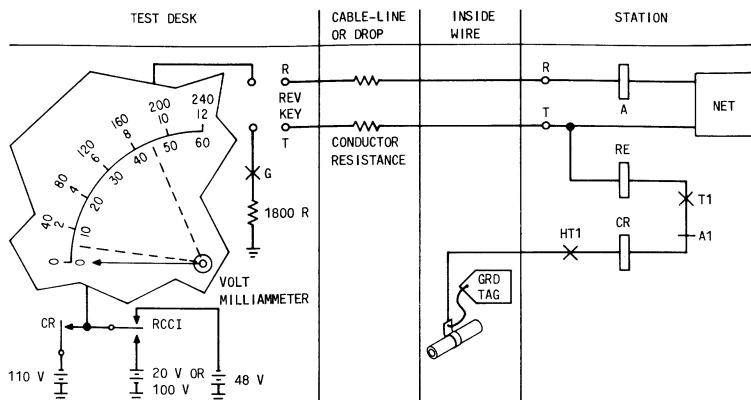 TEST DESK
CABLE-LINE
OR DROP
INSIDE
WIRE
STATION
R
REV
KEY
T
G
1800 R
CONDUCTOR
RESISTANCE
R
A
NET
T
RE
T1
A1
CR
HT1
GRD
TAG
0 40 80 120 160 200 240
2 4 6 8 10 12
0 10 20 30 40 50 60
VOLT
MILLIAMMETER
CR
RCCI
110 V
20 V OR
100 V
48 V